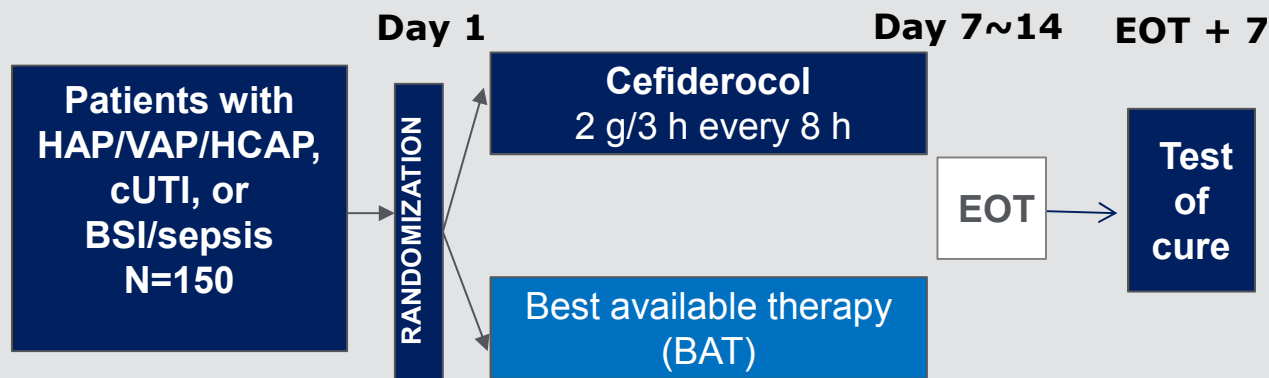 Day 1
Day 7~14
EOT + 7
Patients with
HAP/VAP/HCAP,
cUTI, or
BSI/sepsis
N=150
RANDOMIZATION
Cefiderocol
2 g/3 h every 8 h
Best available therapy
(BAT)
EOT
Test
of
cure